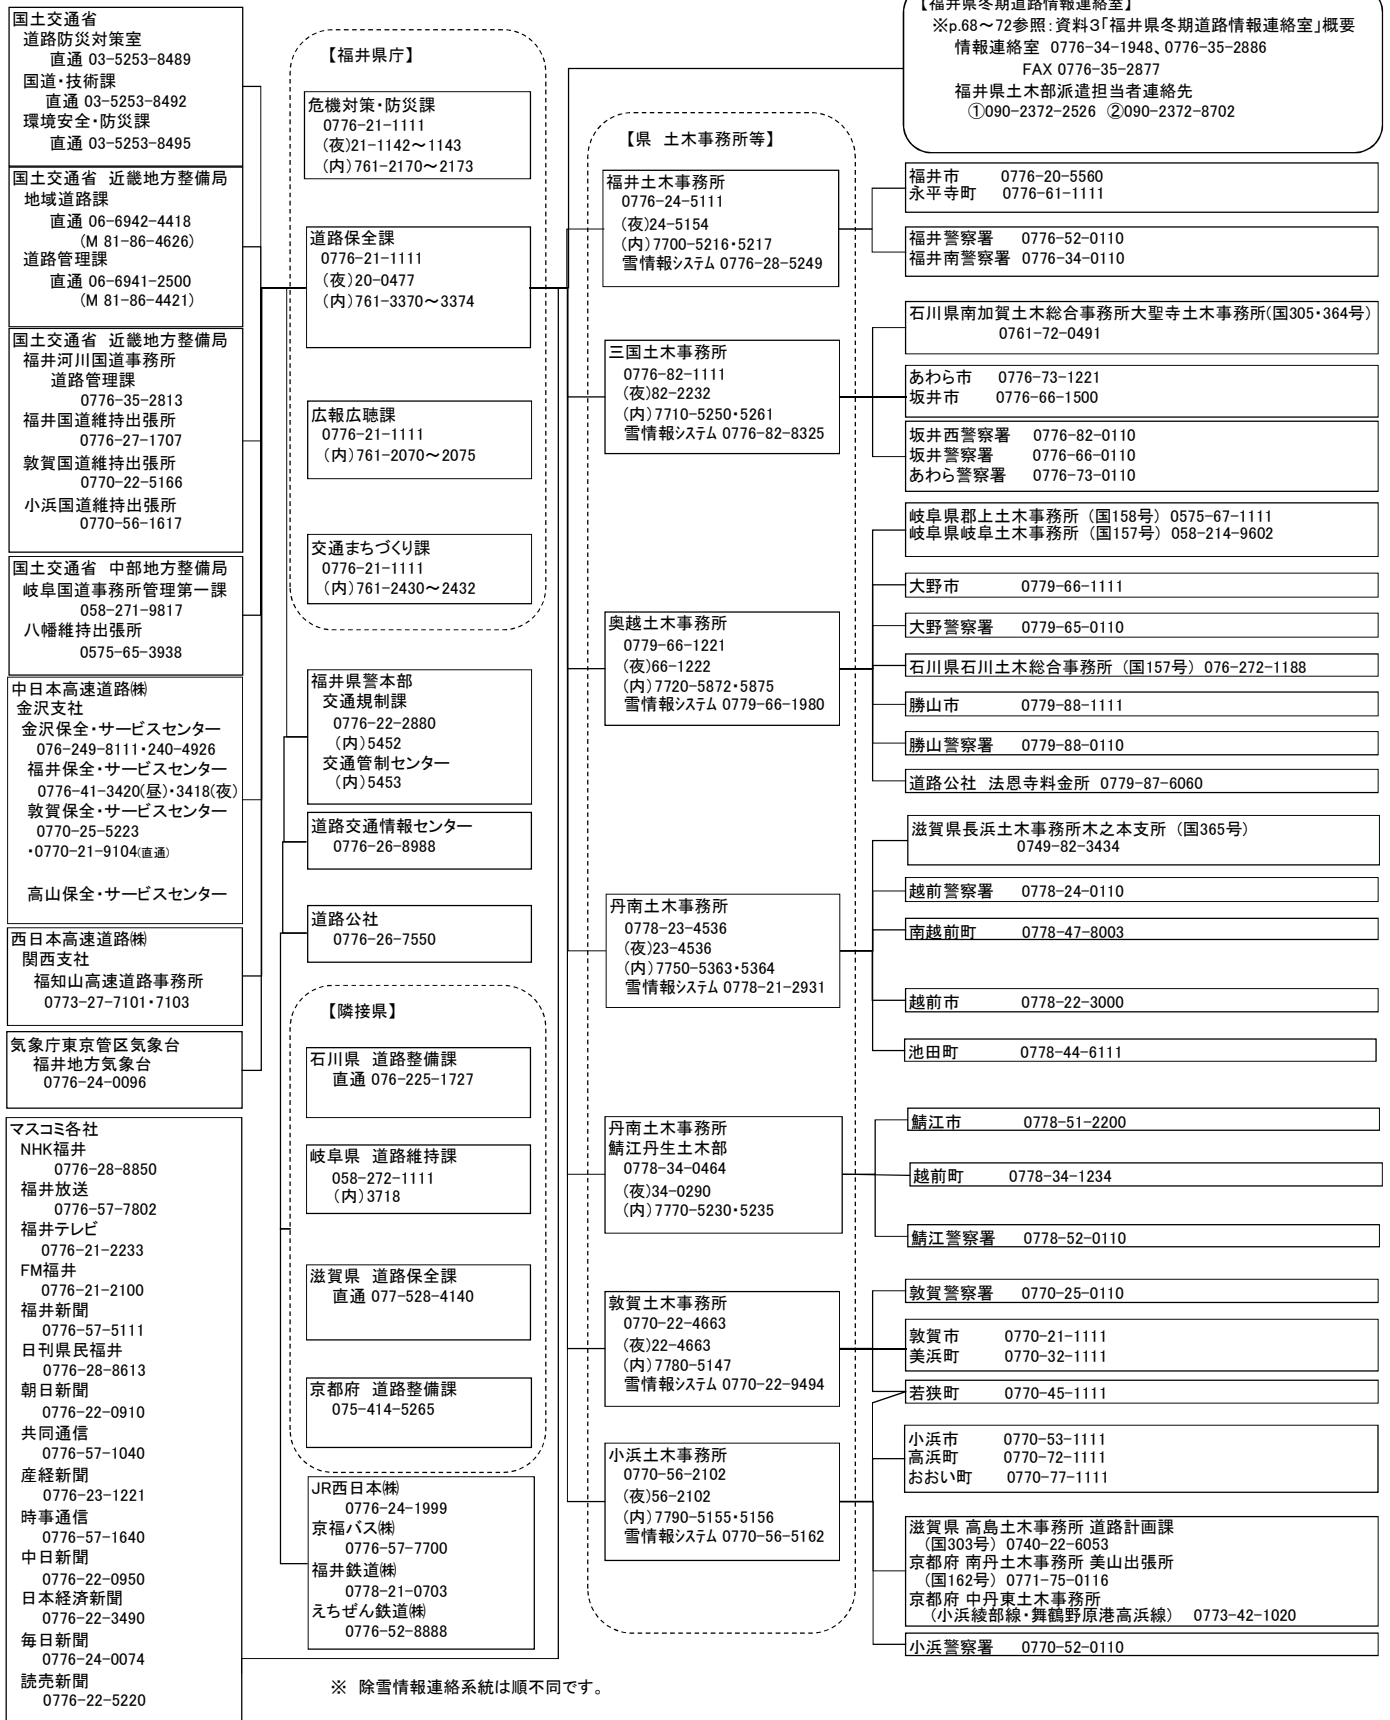 国土交通省
道路防災対策室
直通 03-5253-8489
国道・技術課
直通 03-5253-8492
環境安全・防災課
直通 03-5253-8495
国土交通省 近畿地方整備局
地域道路課
直通 06-6942-4418
(M 81-86-4626)
道路管理課
直通 06-6941-2500
(M 81-86-4421)
国土交通省 近畿地方整備局
福井河川国道事務所
道路管理課
0776-35-2813
福井国道維持出張所
0776-27-1707
敦賀国道維持出張所
0770-22-5166
小浜国道維持出張所
0770-56-1617
国土交通省 中部地方整備局
岐阜国道事務所管理第一課
058-271-9817
八幡維持出張所
0575-65-3938
中日本高速道路㈱
金沢支社
金沢保全・サービスセンター
076-249-8111・240-4926
福井保全・サービスセンター
0776-41-3420(昼)・3418(夜)
敦賀保全・サービスセンター
0770-25-5223
・0770-21-9104(直通)
高山保全・サービスセンター
西日本高速道路㈱
関西支社
福知山高速道路事務所
0773-27-7101・7103
気象庁東京管区気象台
福井地方気象台
0776-24-0096
マスコミ各社
NHK福井
0776-28-8850
福井放送
0776-57-7802
福井テレビ
0776-21-2233
FM福井
0776-21-2100
福井新聞
0776-57-5111
日刊県民福井
0776-28-8613
朝日新聞
0776-22-0910
共同通信
0776-57-1040
産経新聞
0776-23-1221
時事通信
0776-57-1640
中日新聞
0776-22-0950
日本経済新聞
0776-22-3490
毎日新聞
0776-24-0074
読売新聞
0776-22-5220
【福井県庁】
危機対策・防災課
0776-21-1111
(夜)21-1142～1143
(内)761-2170～2173
道路保全課
0776-21-1111
(夜)20-0477
(内)761-3370～3374
広報広聴課
0776-21-1111
(内)761-2070～2075
交通まちづくり課
0776-21-1111
(内)761-2430～2432
福井県警本部
交通規制課
0776-22-2880
(内)5452
交通管制センター
(内)5453
道路交通情報センター
0776-26-8988
道路公社
0776-26-7550
【隣接県】
石川県 道路整備課
直通 076-225-1727
岐阜県 道路維持課
058-272-1111
(内)3718
滋賀県 道路保全課
直通 077-528-4140
京都府 道路整備課
075-414-5265
JR西日本㈱
0776-24-1999
京福バス㈱
0776-57-7700
福井鉄道㈱
0778-21-0703
えちぜん鉄道㈱
0776-52-8888
※ 除雪情報連絡系統は順不同です。
【県 土木事務所等】
福井土木事務所
0776-24-5111
(夜)24-5154
(内)7700-5216・5217
雪情報システム 0776-28-5249
三国土木事務所
0776-82-1111
(夜)82-2232
(内)7710-5250・5261
雪情報システム 0776-82-8325
奥越土木事務所
0779-66-1221
(夜)66-1222
(内)7720-5872・5875
雪情報システム 0779-66-1980
丹南土木事務所
0778-23-4536
(夜)23-4536
(内)7750-5363・5364
雪情報システム 0778-21-2931
丹南土木事務所
鯖江丹生土木部
0778-34-0464
(夜)34-0290
(内)7770-5230・5235
敦賀土木事務所
0770-22-4663
(夜)22-4663
(内)7780-5147
雪情報システム 0770-22-9494
小浜土木事務所
0770-56-2102
(夜)56-2102
(内)7790-5155・5156
雪情報システム 0770-56-5162
【福井県冬期道路情報連絡室】
※p.68～72参照：資料3「福井県冬期道路情報連絡室」概要
情報連絡室 0776-34-1948、0776-35-2886
FAX 0776-35-2877
福井県土木部派遣担当者連絡先
①090-2372-2526 ②090-2372-8702
福井市 0776-20-5560
永平寺町 0776-61-1111
福井警察署 0776-52-0110
福井南警察署 0776-34-0110
石川県南加賀土木総合事務所大聖寺土木事務所(国305・364号)
0761-72-0491
あわら市 0776-73-1221
坂井市 0776-66-1500
坂井西警察署 0776-82-0110
坂井警察署 0776-66-0110
あわら警察署 0776-73-0110
岐阜県郡上土木事務所 (国158号) 0575-67-1111
岐阜県岐阜土木事務所 (国157号) 058-214-9602
大野市 0779-66-1111
大野警察署 0779-65-0110
石川県石川土木総合事務所 (国157号) 076-272-1188
勝山市 0779-88-1111
勝山警察署 0779-88-0110
道路公社 法恩寺料金所 0779-87-6060
滋賀県長浜土木事務所木之本支所 (国365号)
0749-82-3434
越前警察署 0778-24-0110
南越前町 0778-47-8003
越前市 0778-22-3000
池田町 0778-44-6111
鯖江市 0778-51-2200
越前町 0778-34-1234
鯖江警察署 0778-52-0110
敦賀警察署 0770-25-0110
敦賀市 0770-21-1111
美浜町 0770-32-1111
若狭町 0770-45-1111
小浜市 0770-53-1111
高浜町 0770-72-1111
おおい町 0770-77-1111
滋賀県 高島土木事務所 道路計画課
(国303号) 0740-22-6053
京都府 南丹土木事務所 美山出張所
(国162号) 0771-75-0116
京都府 中丹東土木事務所
(小浜綾部線・舞鶴野原港高浜線) 0773-42-1020
小浜警察署 0770-52-0110